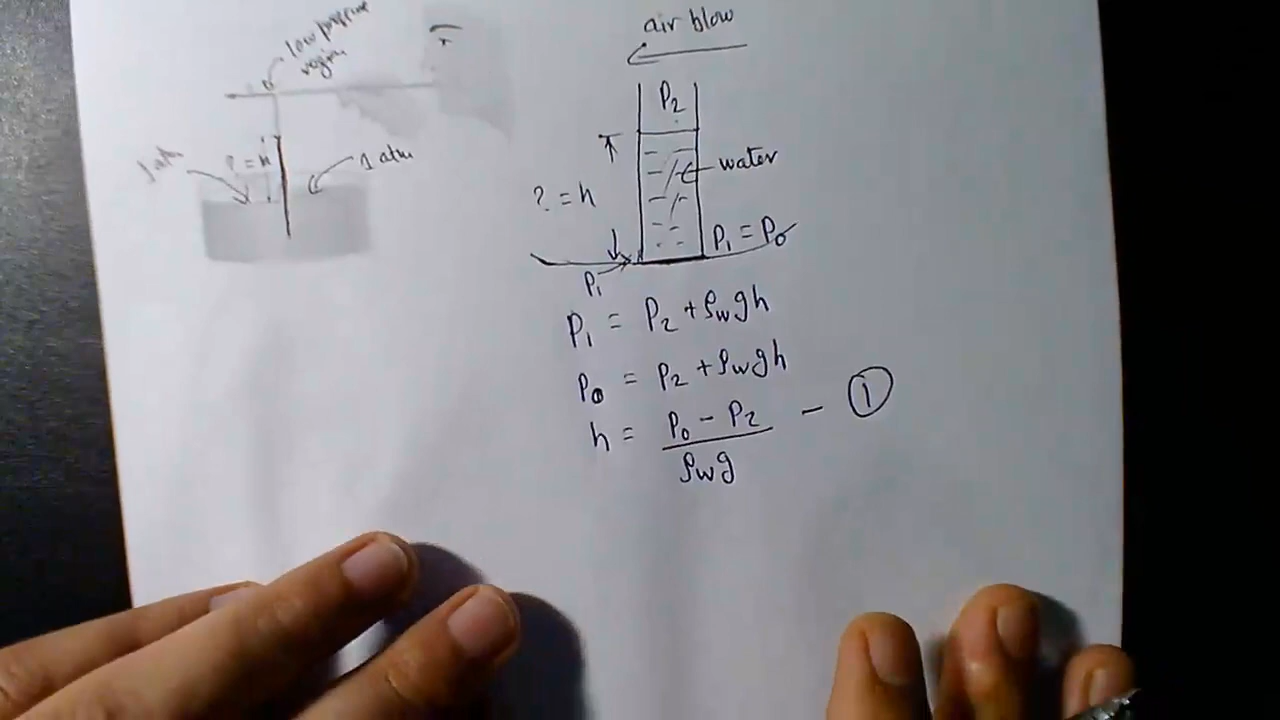 low pressure
region
1 atm
? = h
1 atm
air blow
P₂
water
? = h
P₁ = P₀
P₁
P₁ = P₂ + ρwgh
P₀ = P₂ + ρwgh
h = P₀ - P₂ / ρwg - ①